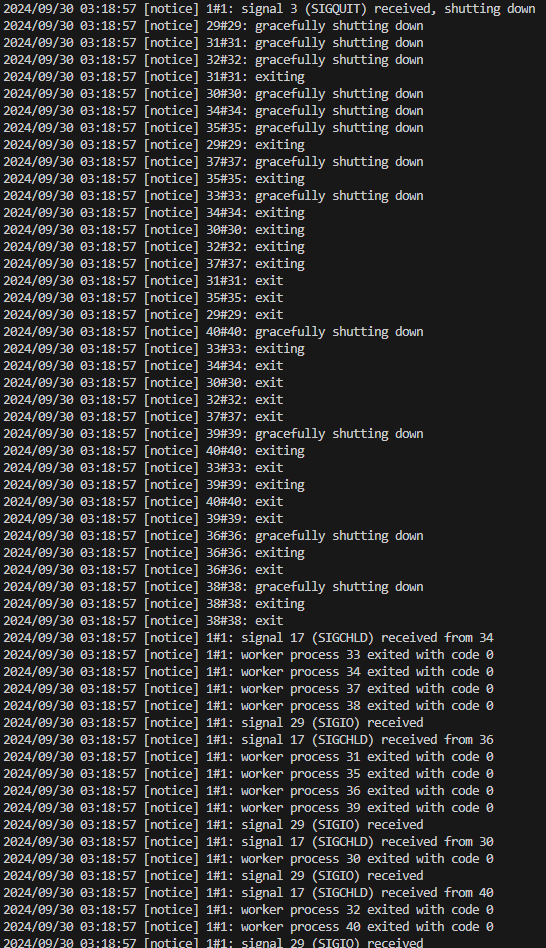 2024/09/30 03:18:57 [notice] 1#1: signal 3 (SIGQUIT) received, shutting down
2024/09/30 03:18:57 [notice] 29#29: gracefully shutting down
2024/09/30 03:18:57 [notice] 31#31: gracefully shutting down
2024/09/30 03:18:57 [notice] 32#32: gracefully shutting down
2024/09/30 03:18:57 [notice] 31#31: exiting
2024/09/30 03:18:57 [notice] 30#30: gracefully shutting down
2024/09/30 03:18:57 [notice] 34#34: gracefully shutting down
2024/09/30 03:18:57 [notice] 35#35: gracefully shutting down
2024/09/30 03:18:57 [notice] 29#29: exiting
2024/09/30 03:18:57 [notice] 37#37: gracefully shutting down
2024/09/30 03:18:57 [notice] 35#35: exiting
2024/09/30 03:18:57 [notice] 33#33: gracefully shutting down
2024/09/30 03:18:57 [notice] 34#34: exiting
2024/09/30 03:18:57 [notice] 30#30: exiting
2024/09/30 03:18:57 [notice] 32#32: exiting
2024/09/30 03:18:57 [notice] 37#37: exiting
2024/09/30 03:18:57 [notice] 31#31: exit
2024/09/30 03:18:57 [notice] 35#35: exit
2024/09/30 03:18:57 [notice] 29#29: exit
2024/09/30 03:18:57 [notice] 40#40: gracefully shutting down
2024/09/30 03:18:57 [notice] 33#33: exiting
2024/09/30 03:18:57 [notice] 34#34: exit
2024/09/30 03:18:57 [notice] 30#30: exit
2024/09/30 03:18:57 [notice] 32#32: exit
2024/09/30 03:18:57 [notice] 37#37: exit
2024/09/30 03:18:57 [notice] 39#39: gracefully shutting down
2024/09/30 03:18:57 [notice] 40#40: exiting
2024/09/30 03:18:57 [notice] 33#33: exit
2024/09/30 03:18:57 [notice] 39#39: exiting
2024/09/30 03:18:57 [notice] 40#40: exit
2024/09/30 03:18:57 [notice] 39#39: exit
2024/09/30 03:18:57 [notice] 36#36: gracefully shutting down
2024/09/30 03:18:57 [notice] 36#36: exiting
2024/09/30 03:18:57 [notice] 36#36: exit
2024/09/30 03:18:57 [notice] 38#38: gracefully shutting down
2024/09/30 03:18:57 [notice] 38#38: exiting
2024/09/30 03:18:57 [notice] 38#38: exit
2024/09/30 03:18:57 [notice] 1#1: signal 17 (SIGCHLD) received from 34
2024/09/30 03:18:57 [notice] 1#1: worker process 33 exited with code 0
2024/09/30 03:18:57 [notice] 1#1: worker process 34 exited with code 0
2024/09/30 03:18:57 [notice] 1#1: worker process 37 exited with code 0
2024/09/30 03:18:57 [notice] 1#1: worker process 38 exited with code 0
2024/09/30 03:18:57 [notice] 1#1: signal 29 (SIGIO) received
2024/09/30 03:18:57 [notice] 1#1: signal 17 (SIGCHLD) received from 36
2024/09/30 03:18:57 [notice] 1#1: worker process 31 exited with code 0
2024/09/30 03:18:57 [notice] 1#1: worker process 35 exited with code 0
2024/09/30 03:18:57 [notice] 1#1: worker process 36 exited with code 0
2024/09/30 03:18:57 [notice] 1#1: worker process 39 exited with code 0
2024/09/30 03:18:57 [notice] 1#1: signal 29 (SIGIO) received
2024/09/30 03:18:57 [notice] 1#1: signal 17 (SIGCHLD) received from 30
2024/09/30 03:18:57 [notice] 1#1: worker process 30 exited with code 0
2024/09/30 03:18:57 [notice] 1#1: signal 29 (SIGIO) received
2024/09/30 03:18:57 [notice] 1#1: signal 17 (SIGCHLD) received from 40
2024/09/30 03:18:57 [notice] 1#1: worker process 32 exited with code 0
2024/09/30 03:18:57 [notice] 1#1: worker process 40 exited with code 0
2024/09/30 03:18:57 [notice] 1#1: signal 29 (SIGIO) received